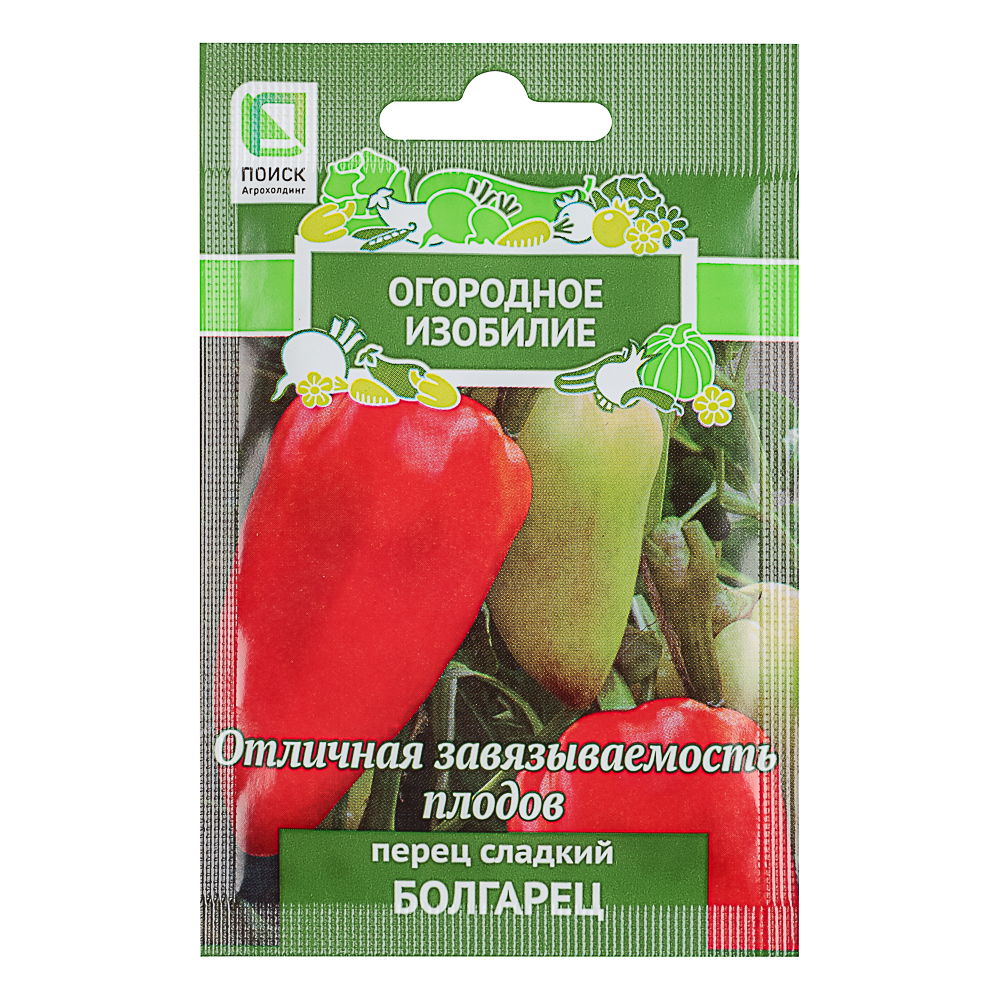 ПОИСК
Агрохолдинг
ОГОРОДНОЕ
ИЗОБИЛИЕ
Отличная завязываемость
плодов
перец сладкий
БОЛГАРЕЦ